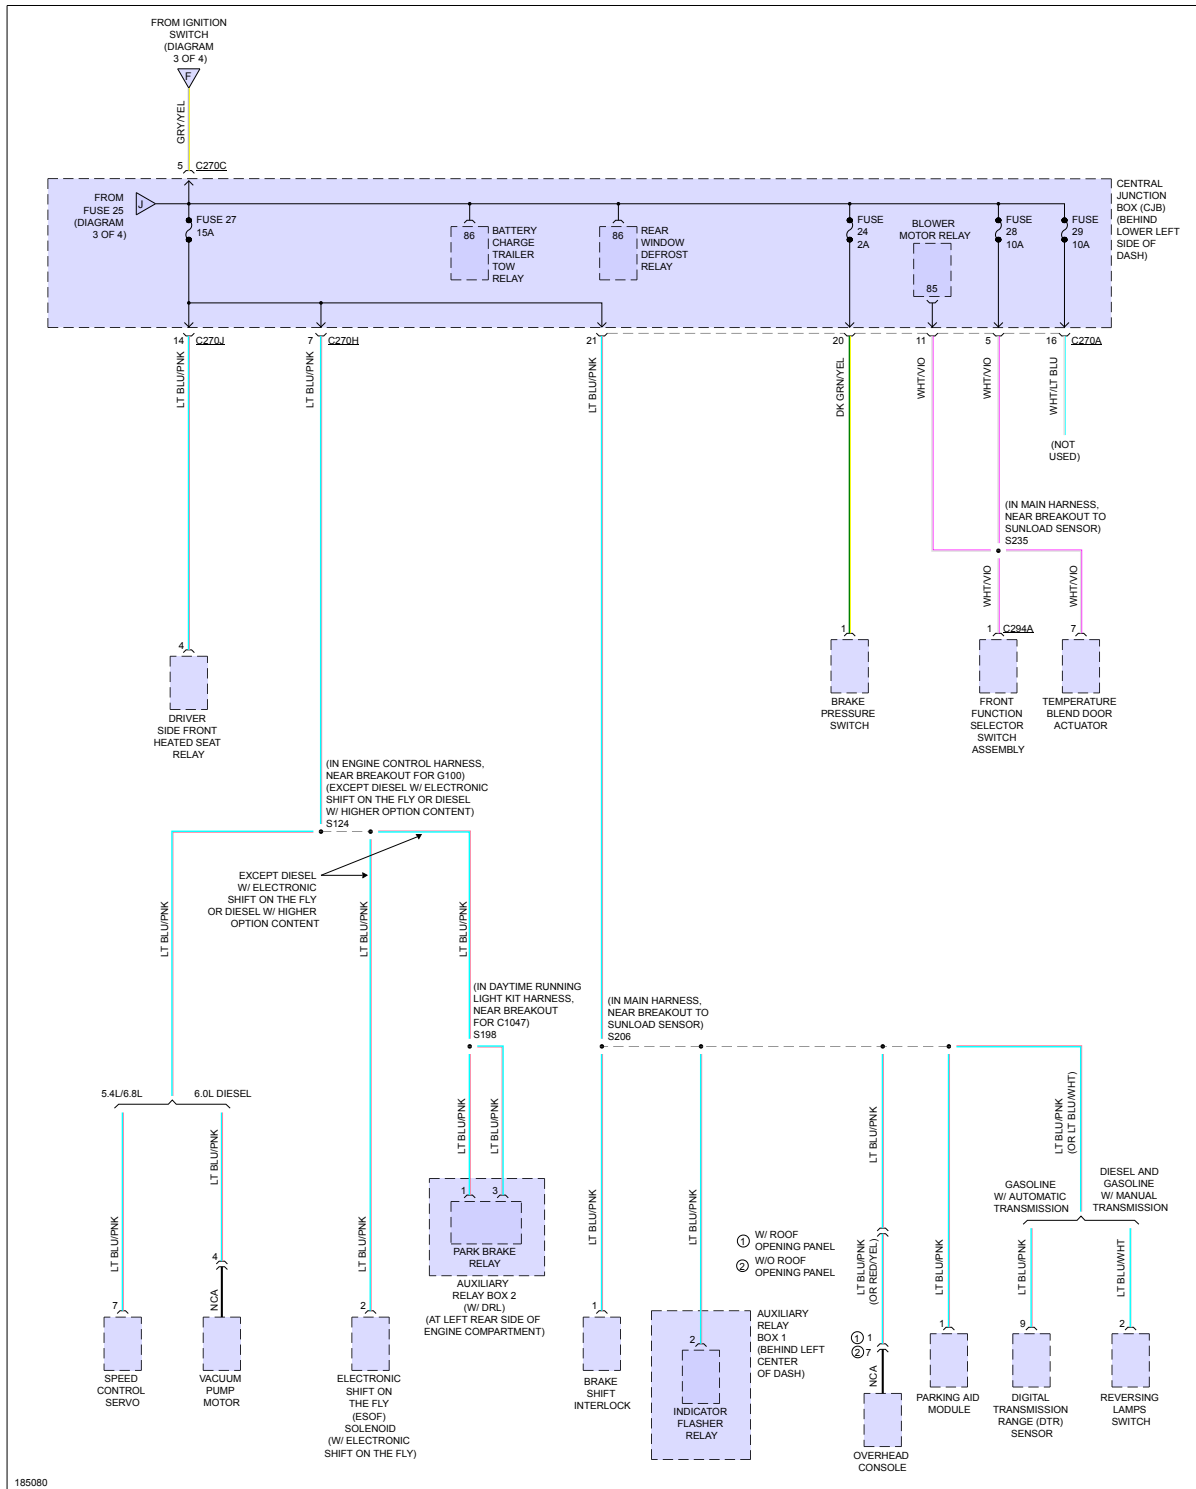 FROM IGNITION
SWITCH
(DIAGRAM
3 OF 4)
F
GRY/YEL
5 C270C
FROM
FUSE 25
(DIAGRAM
3 OF 4)
J
FUSE 27
15A
86
BATTERY
CHARGE
TRAILER
TOW
RELAY
86
REAR
WINDOW
DEFROST
RELAY
FUSE
24
2A
BLOWER
MOTOR RELAY
85
FUSE
28
10A
FUSE
29
10A
CENTRAL
JUNCTION
BOX (CJB)
(BEHIND
LOWER LEFT
SIDE OF
DASH)
14 C270J
7 C270H
21
20
11
5
16 C270A
LT BLU/PNK
LT BLU/PNK
LT BLU/PNK
DK GRN/YEL
WHT/VIO
WHT/VIO
WHT/LT BLU
(NOT
USED)
(IN MAIN HARNESS,
NEAR BREAKOUT TO
SUNLOAD SENSOR)
S235
WHT/VIO
WHT/VIO
4
DRIVER
SIDE FRONT
HEATED SEAT
RELAY
1
BRAKE
PRESSURE
SWITCH
1 C294A
FRONT
FUNCTION
SELECTOR
SWITCH
ASSEMBLY
7
TEMPERATURE
BLEND DOOR
ACTUATOR
(IN ENGINE CONTROL HARNESS,
NEAR BREAKOUT FOR G100)
(EXCEPT DIESEL W/ ELECTRONIC
SHIFT ON THE FLY OR DIESEL
W/ HIGHER OPTION CONTENT)
S124
EXCEPT DIESEL
W/ ELECTRONIC
SHIFT ON THE FLY
OR DIESEL W/ HIGHER
OPTION CONTENT
LT BLU/PNK
LT BLU/PNK
LT BLU/PNK
(IN DAYTIME RUNNING
LIGHT KIT HARNESS,
NEAR BREAKOUT
FOR C1047)
S198
(IN MAIN HARNESS,
NEAR BREAKOUT TO
SUNLOAD SENSOR)
S206
5.4L/6.8L
6.0L DIESEL
LT BLU/PNK
LT BLU/PNK
4
NCA
7
SPEED
CONTROL
SERVO
VACUUM
PUMP
MOTOR
2
ELECTRONIC
SHIFT ON
THE FLY
(ESOF)
SOLENOID
(W/ ELECTRONIC
SHIFT ON THE FLY)
LT BLU/PNK
LT BLU/PNK
1
3
PARK BRAKE
RELAY
AUXILIARY
RELAY BOX 2
(W/ DRL)
(AT LEFT REAR SIDE OF
ENGINE COMPARTMENT)
LT BLU/PNK
1
BRAKE
SHIFT
INTERLOCK
LT BLU/PNK
2
INDICATOR
FLASHER
RELAY
AUXILIARY
RELAY
BOX 1
(BEHIND LEFT
CENTER
OF DASH)
1 W/ ROOF
OPENING PANEL
2 W/O ROOF
OPENING PANEL
LT BLU/PNK
LT BLU/PNK
(OR RED/YEL)
1 1
2 7
NCA
OVERHEAD
CONSOLE
LT BLU/PNK
1
PARKING AID
MODULE
LT BLU/PNK
(OR LT BLU/WHT)
GASOLINE
W/ AUTOMATIC
TRANSMISSION
DIESEL AND
GASOLINE
W/ MANUAL
TRANSMISSION
LT BLU/PNK
LT BLU/WHT
9
DIGITAL
TRANSMISSION
RANGE (DTR)
SENSOR
2
REVERSING
LAMPS
SWITCH
185080